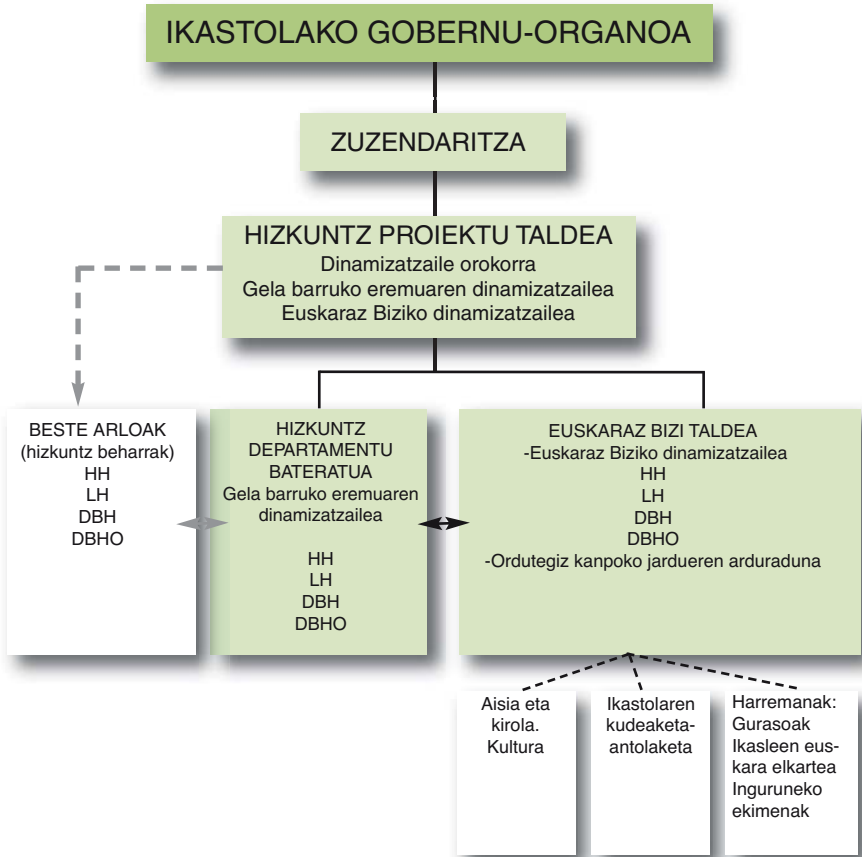 IKASTOLAKO GOBERNU-ORGANOA
ZUZENDARITZA
HIZKUNTZ PROIEKTU TALDEA
Dinamizatzaile orokorra
Gela barruko eremuaren dinamizatzailea
Euskaraz Biziko dinamizatzailea
BESTE ARLOAK
(hizkuntz beharrak)
HH
LH
DBH
DBHO
HIZKUNTZ
DEPARTAMENTU
BATERATUA
Gela barruko eremuaren
dinamizatzailea
HH
LH
DBH
DBHO
EUSKARAZ BIZI TALDEA
-Euskaraz Biziko dinamizatzailea
HH
LH
DBH
DBHO
-Ordutegiz kanpoko jardueren arduraduna
Aisia eta
kirola.
Kultura
Ikastolaren
kudeaketa-
antolaketa
Harremanak:
Gurasoak
Ikasleen eus-
kara elkartea
Inguruneko
ekimenak